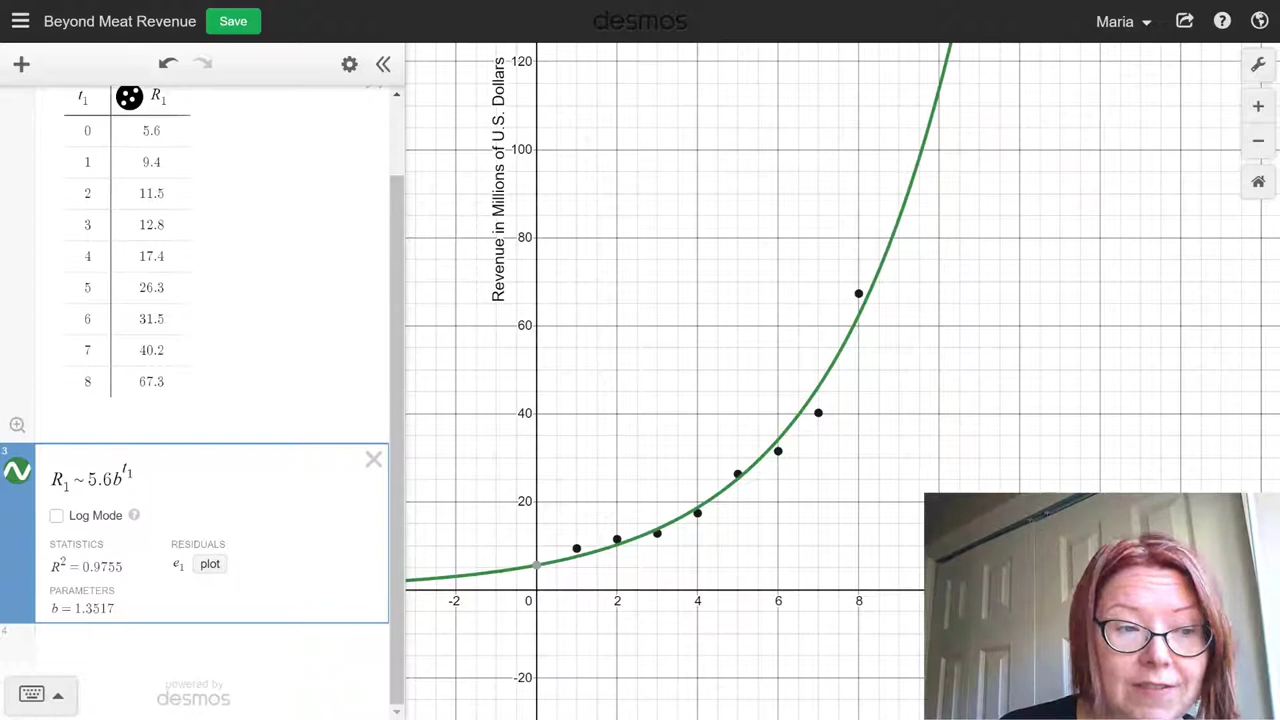 Beyond Meat Revenue
Save
desmos
Maria
t1 R1
0 5.6
1 9.4
2 11.5
3 12.8
4 17.4
5 26.3
6 31.5
7 40.2
8 67.3
3
R1 ~ 5.6b^t1
Log Mode ?
STATISTICS RESIDUALS
R² = 0.9755 e1 plot
PARAMETERS
b = 1.3517
4
powered by
desmos
Revenue in Millions of U.S. Dollars
120
100
80
60
40
20
-2 0 2 4 6 8
-20